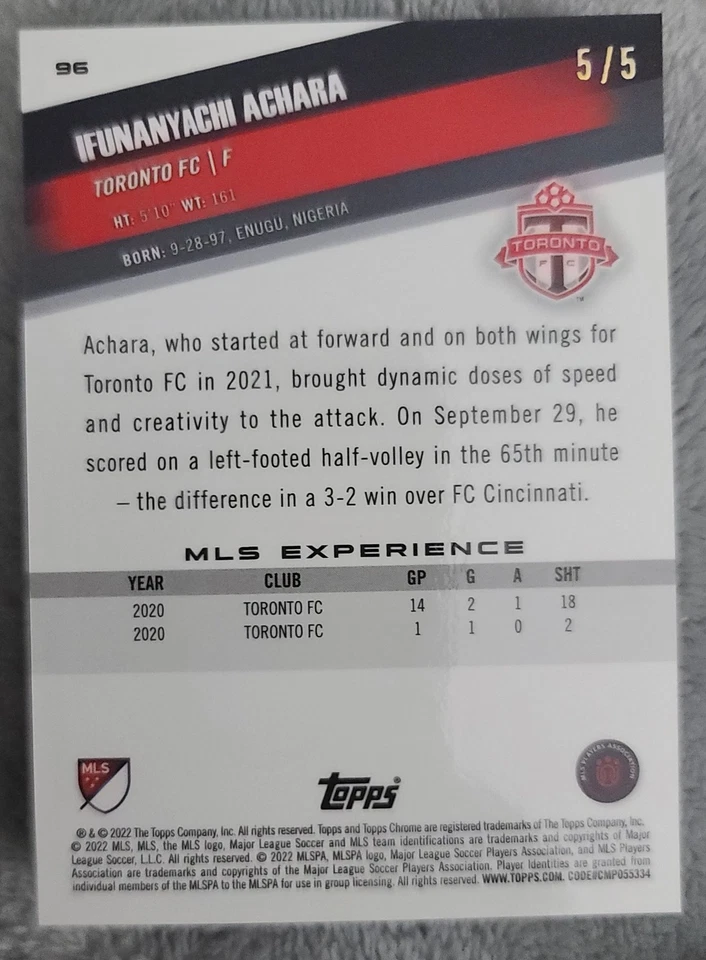 96
5/5
IFUNANYACHI ACHARA
TORONTO FC | F
HT: 5'10" WT: 161
BORN: 9-28-97, ENUGU, NIGERIA
T
TORONTO
F C
™
Achara, who started at forward and on both wings for
Toronto FC in 2021, brought dynamic doses of speed
and creativity to the attack. On September 29, he
scored on a left-footed half-volley in the 65th minute
– the difference in a 3-2 win over FC Cincinnati.
MLS EXPERIENCE
YEAR CLUB GP G A SHT
2020 TORONTO FC 14 2 1 18
2020 TORONTO FC 1 1 0 2
MLS
topps®
MLS PLAYERS ASSOCIATION
® & © 2022 The Topps Company, Inc. All rights reserved. Topps and Topps Chrome are registered trademarks of The Topps Company, Inc.
© 2022 MLS, MLS, the MLS logo, Major League Soccer and MLS team identifications are trademarks and copyrights of Major
League Soccer, L.L.C. All rights reserved. © 2022 MLSPA, MLSPA logo, Major League Soccer Players Association, and MLS Players
Association are trademarks and copyrights of the Major League Soccer Players Association. Player Identities are granted from
individual members of the MLSPA to the MLSPA for use in group licensing. All rights reserved. WWW.TOPPS.COM. CODE#CMP055334